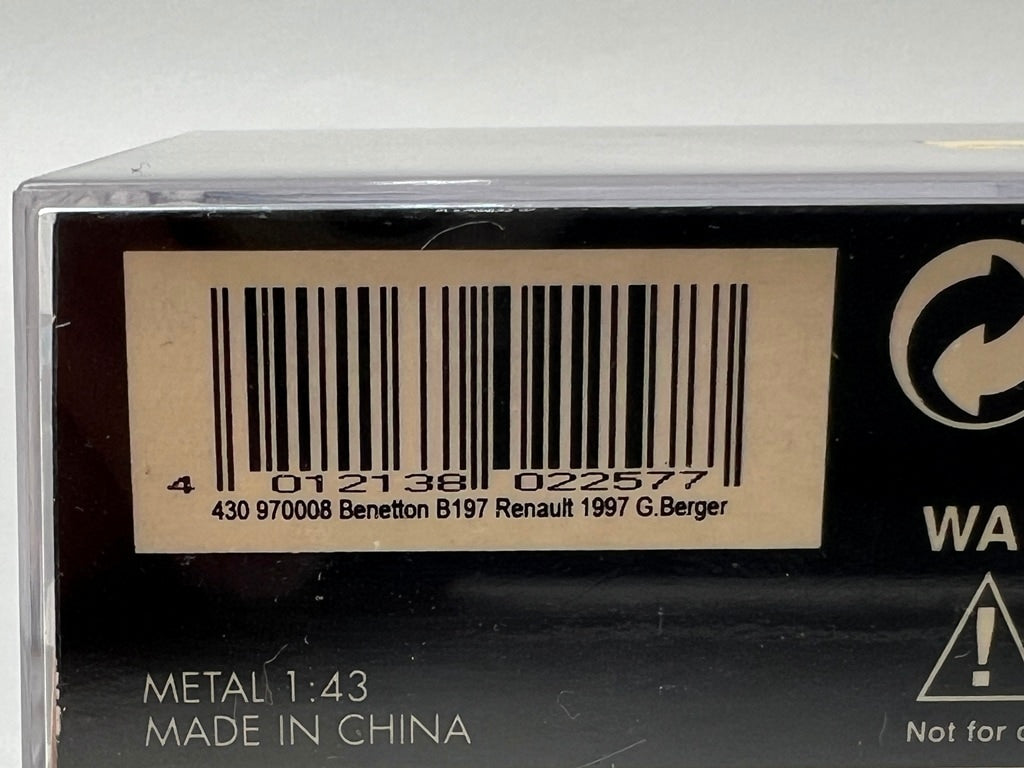 4 012138 022577
430 970008 Benetton B197 Renault 1997 G.Berger
WA
METAL 1:43
MADE IN CHINA
Not for